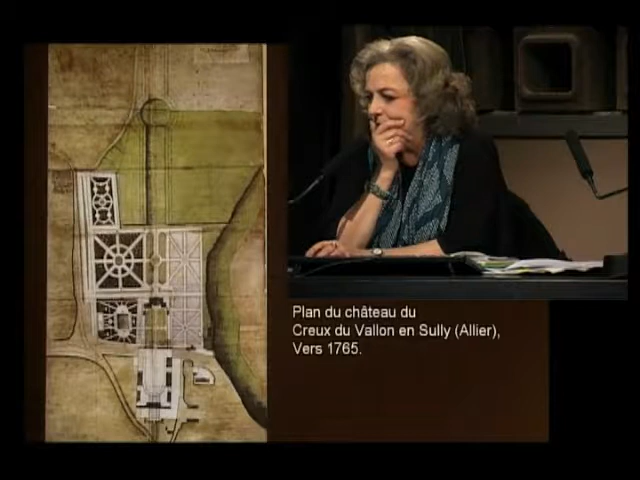 Plan du château du
Creux du Vallon en Sully (Allier),
Vers 1765.